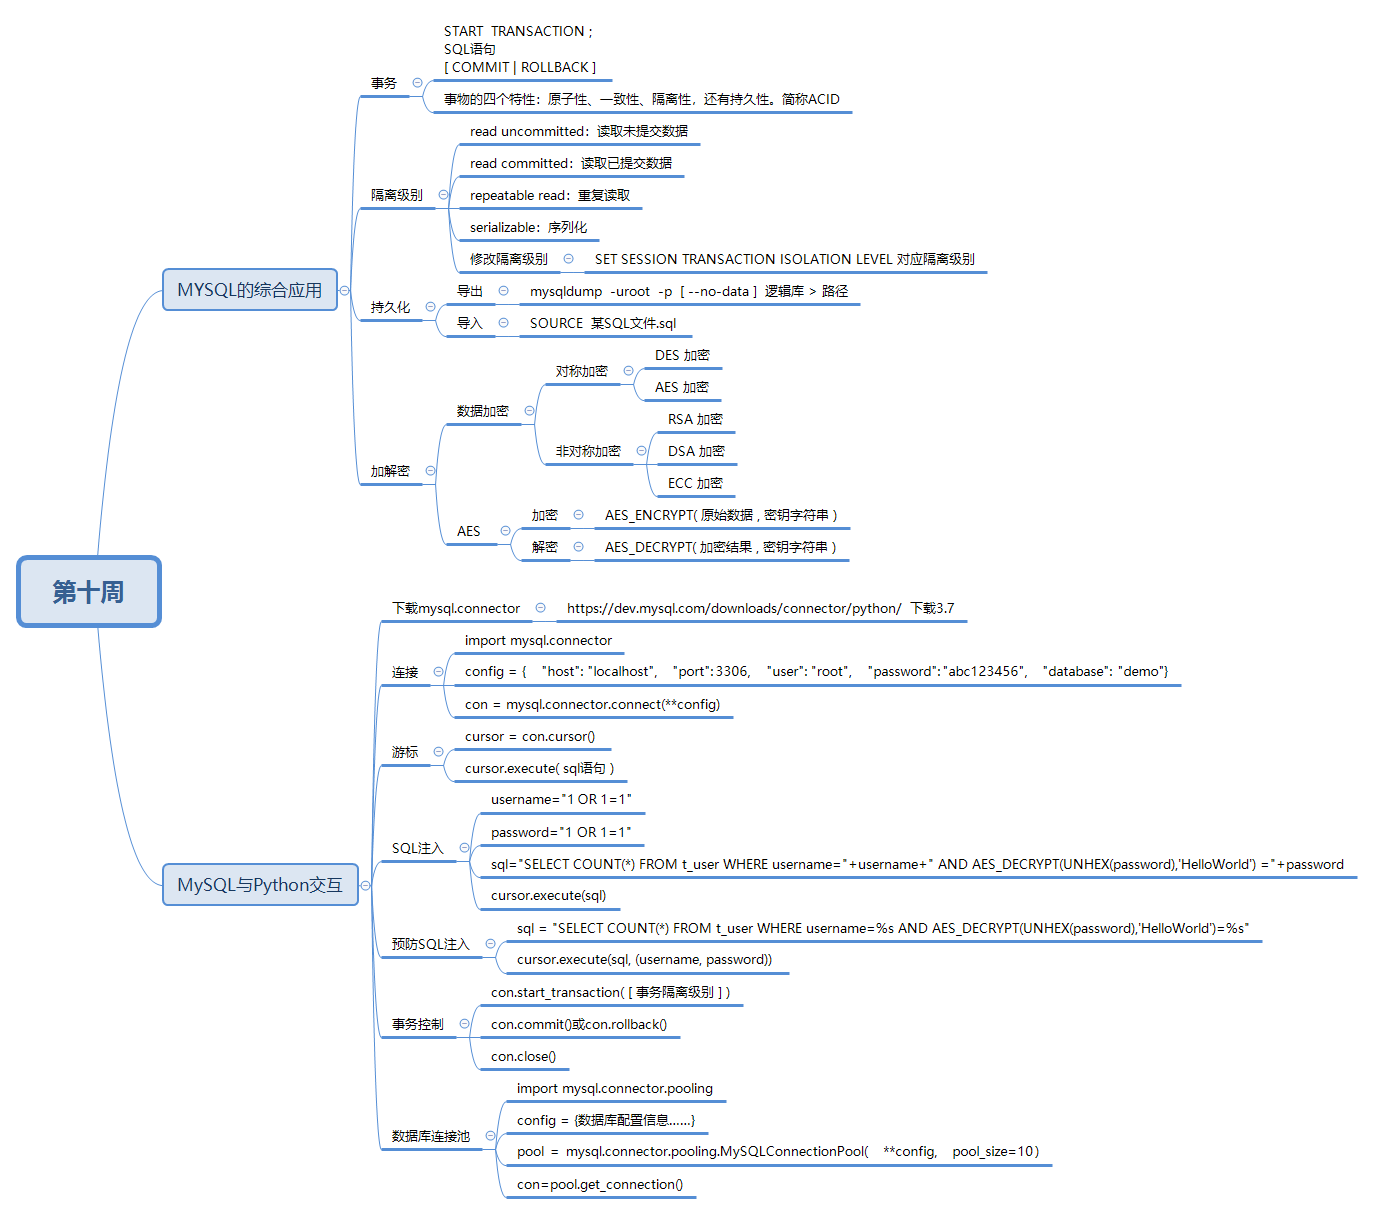 第十周
MYSQL的综合应用
事务
START  TRANSACTION ;
SQL语句
[ COMMIT | ROLLBACK ]
事物的四个特性：原子性、一致性、隔离性，还有持久性。简称ACID
隔离级别
read uncommitted：读取未提交数据
read committed：读取已提交数据
repeatable read：重复读取
serializable：序列化
修改隔离级别
SET SESSION TRANSACTION ISOLATION LEVEL 对应隔离级别
持久化
导出
mysqldump  -uroot  -p  [ --no-data ]  逻辑库 > 路径
导入
SOURCE  某SQL文件.sql
加解密
数据加密
对称加密
DES 加密
AES 加密
非对称加密
RSA 加密
DSA 加密
ECC 加密
AES
加密
AES_ENCRYPT( 原始数据 , 密钥字符串 )
解密
AES_DECRYPT( 加密结果 , 密钥字符串 )
MySQL与Python交互
下载mysql.connector
https://dev.mysql.com/downloads/connector/python/  下载3.7
连接
import mysql.connector
config = {    "host": "localhost",    "port":3306,    "user": "root",    "password":"abc123456",    "database": "demo"}
con = mysql.connector.connect(**config)
游标
cursor = con.cursor()
cursor.execute( sql语句 )
SQL注入
username="1 OR 1=1"
password="1 OR 1=1"
sql="SELECT COUNT(*) FROM t_user WHERE username="+username+" AND AES_DECRYPT(UNHEX(password),'HelloWorld') ="+password
cursor.execute(sql)
预防SQL注入
sql = "SELECT COUNT(*) FROM t_user WHERE username=%s AND AES_DECRYPT(UNHEX(password),'HelloWorld')=%s"
cursor.execute(sql, (username, password))
事务控制
con.start_transaction( [ 事务隔离级别 ] )
con.commit()或con.rollback()
con.close()
数据库连接池
import mysql.connector.pooling
config = {数据库配置信息……}
pool = mysql.connector.pooling.MySQLConnectionPool(    **config,    pool_size=10)
con=pool.get_connection()